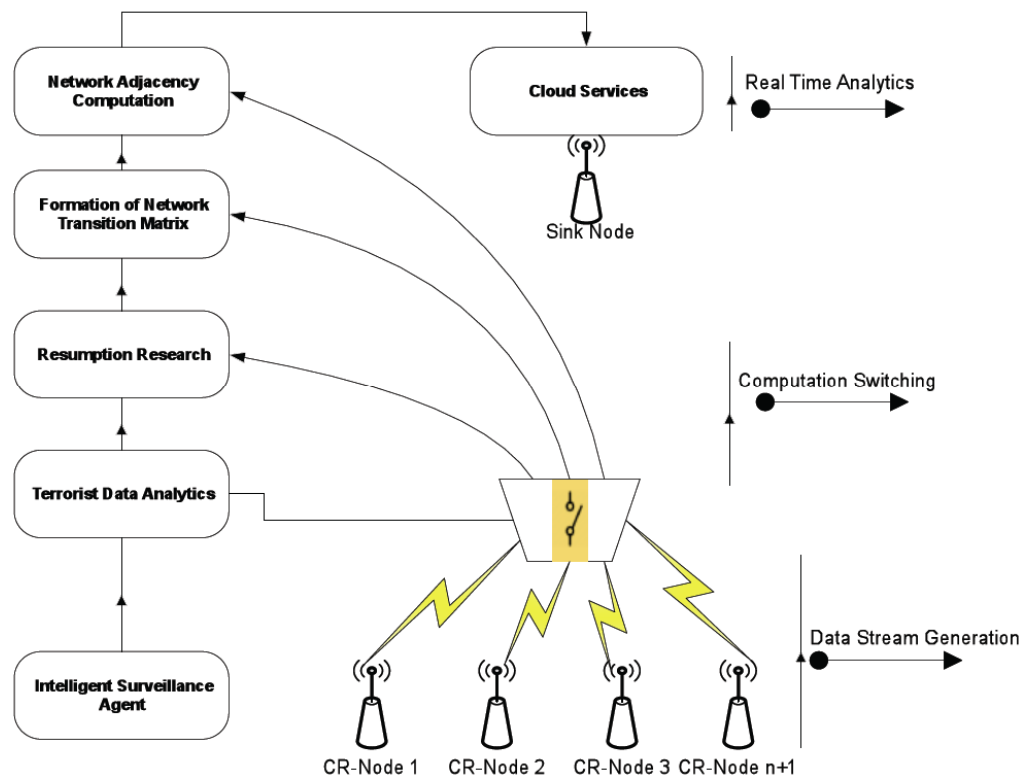 Network Adjacency
Computation
Cloud Services
Real Time Analytics
Formation of Network
Transition Matrix
Sink Node
Resumption Research
Computation Switching
Terrorist Data Analytics
Data Stream Generation
Intelligent Surveillance
Agent
CR-Node 1
CR-Node 2
CR-Node 3
CR-Node n+1